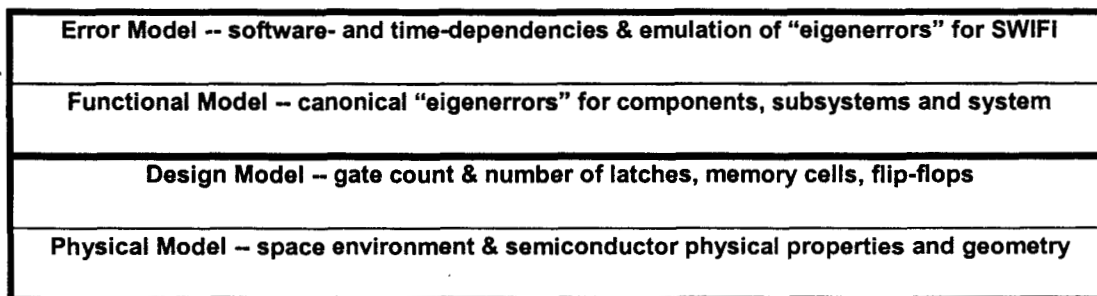 Error Model -- software- and time-dependencies & emulation of “eigenerrors” for SWIFI
Functional Model -- canonical “eigenerrors” for components, subsystems and system
Design Model -- gate count & number of latches, memory cells, flip-flops
Physical Model -- space environment & semiconductor physical properties and geometry